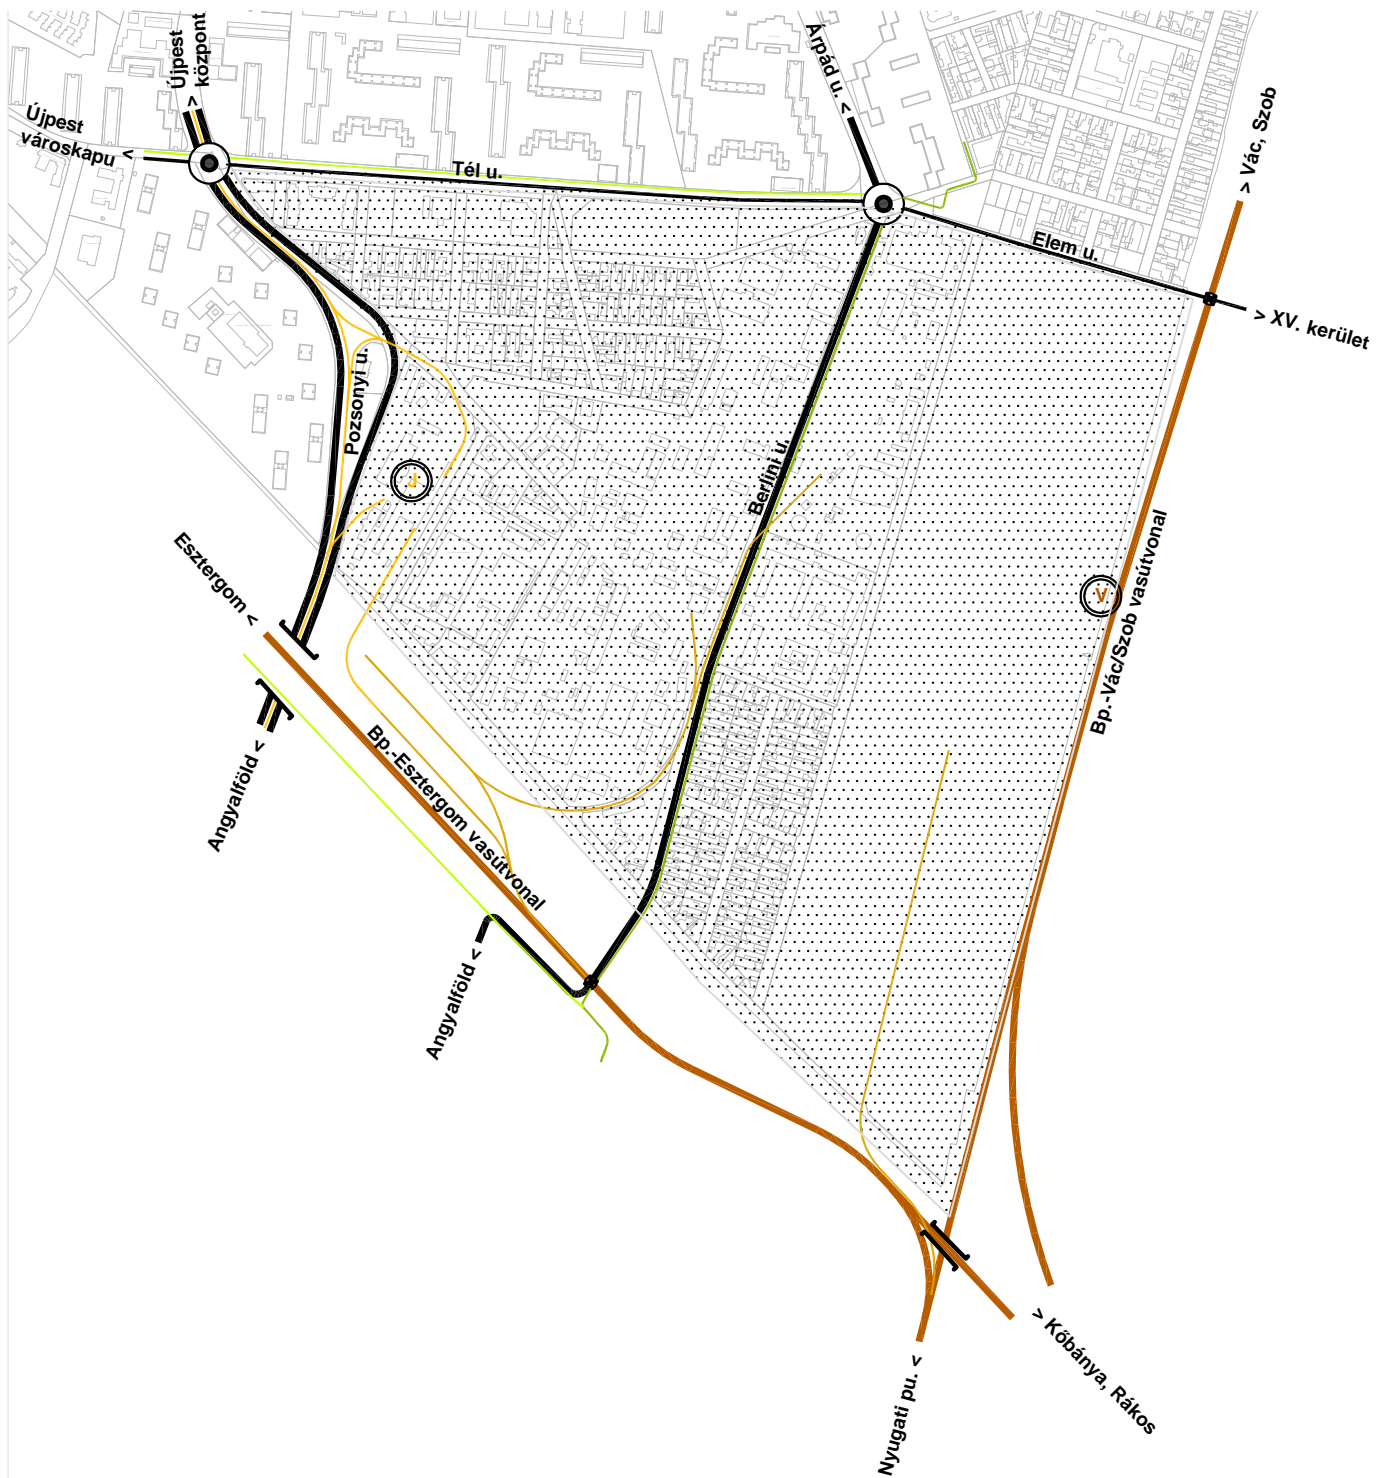 Újpest
központ
>
Árpád u. <
> Vác, Szob
Újpest
városkapu <
Tél u.
Elem u.
> XV. kerület
Pozsonyi u.
J
Berlini u.
Esztergom <
V
Bp.-Vác/Szob vasútvonal
Angyalföld <
Bp.-Esztergom vasútvonal
Angyalföld <
> Kőbánya, Rákos
Nyugati pu. <